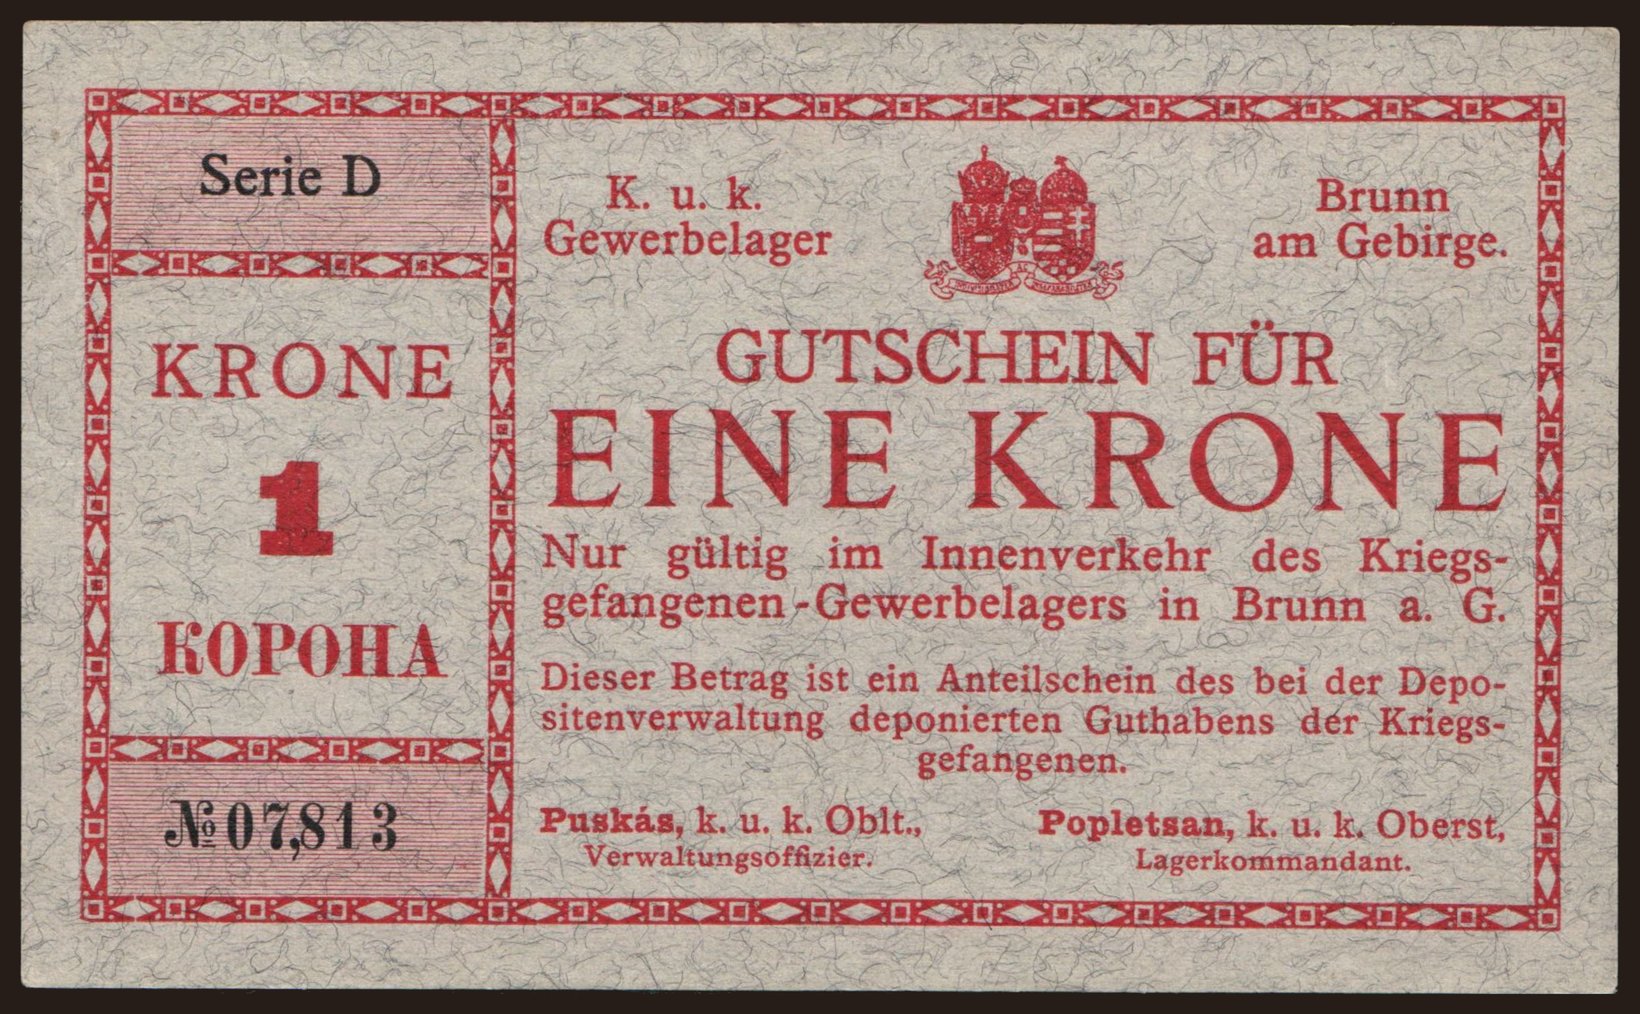 Serie D
KRONE
1
КОРОНА
№ 07,813
K. u. k.
Gewerbelager
Brunn
am Gebirge.
GUTSCHEIN FÜR
EINE KRONE
Nur gültig im Innenverkehr des Kriegs-
gefangenen-Gewerbelagers in Brunn a. G.
Dieser Betrag ist ein Anteilschein des bei der Depo-
sitenverwaltung deponierten Guthabens der Kriegs-
gefangenen.
Puskás, k. u. k. Oblt.,
Verwaltungsoffizier.
Popletsan, k. u. k. Oberst,
Lagerkommandant.